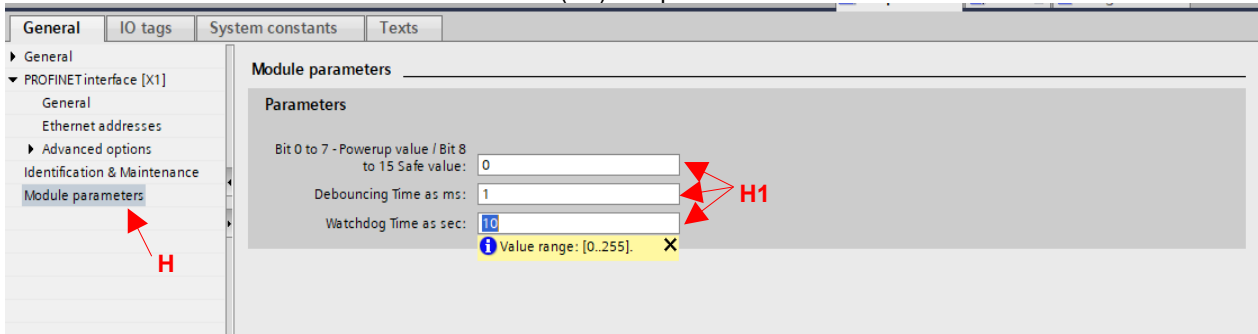 General IO tags System constants Texts
General
PROFINET interface [X1]
General
Ethernet addresses
Advanced options
Identification & Maintenance
Module parameters
H
Module parameters
Parameters
Bit 0 to 7 - Powerup value / Bit 8
to 15 Safe value: 0
Debouncing Time as ms: 1
Watchdog Time as sec: 10
Value range: [0..255].
H1